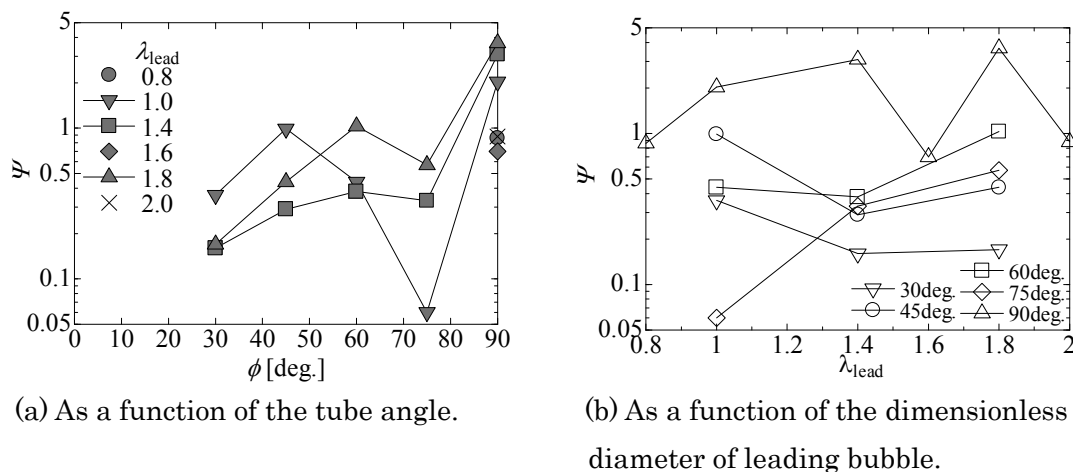 5
1
0.5
0.1
0.05
Ψ
λlead
0.8
1.0
1.4
1.6
1.8
2.0
0 10 20 30 40 50 60 70 80 90
ϕ [deg.]
(a) As a function of the tube angle.
5
1
0.5
0.1
0.05
Ψ
30deg.
45deg.
60deg.
75deg.
90deg.
0.8 1 1.2 1.4 1.6 1.8 2
λlead
(b) As a function of the dimensionless
diameter of leading bubble.